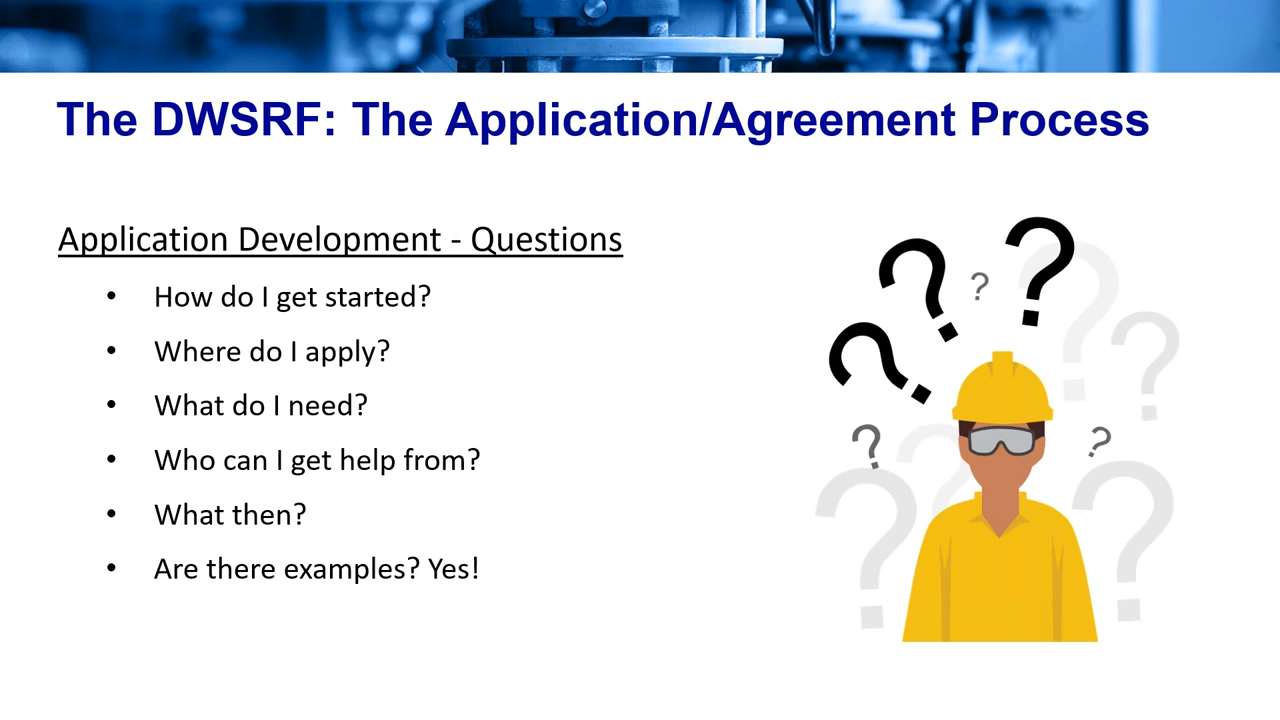 The DWSRF: The Application/Agreement Process
Application Development - Questions
• How do I get started?
• Where do I apply?
• What do I need?
• Who can I get help from?
• What then?
• Are there examples? Yes!
? ? ? ? ? ? ? ? ? ? ?